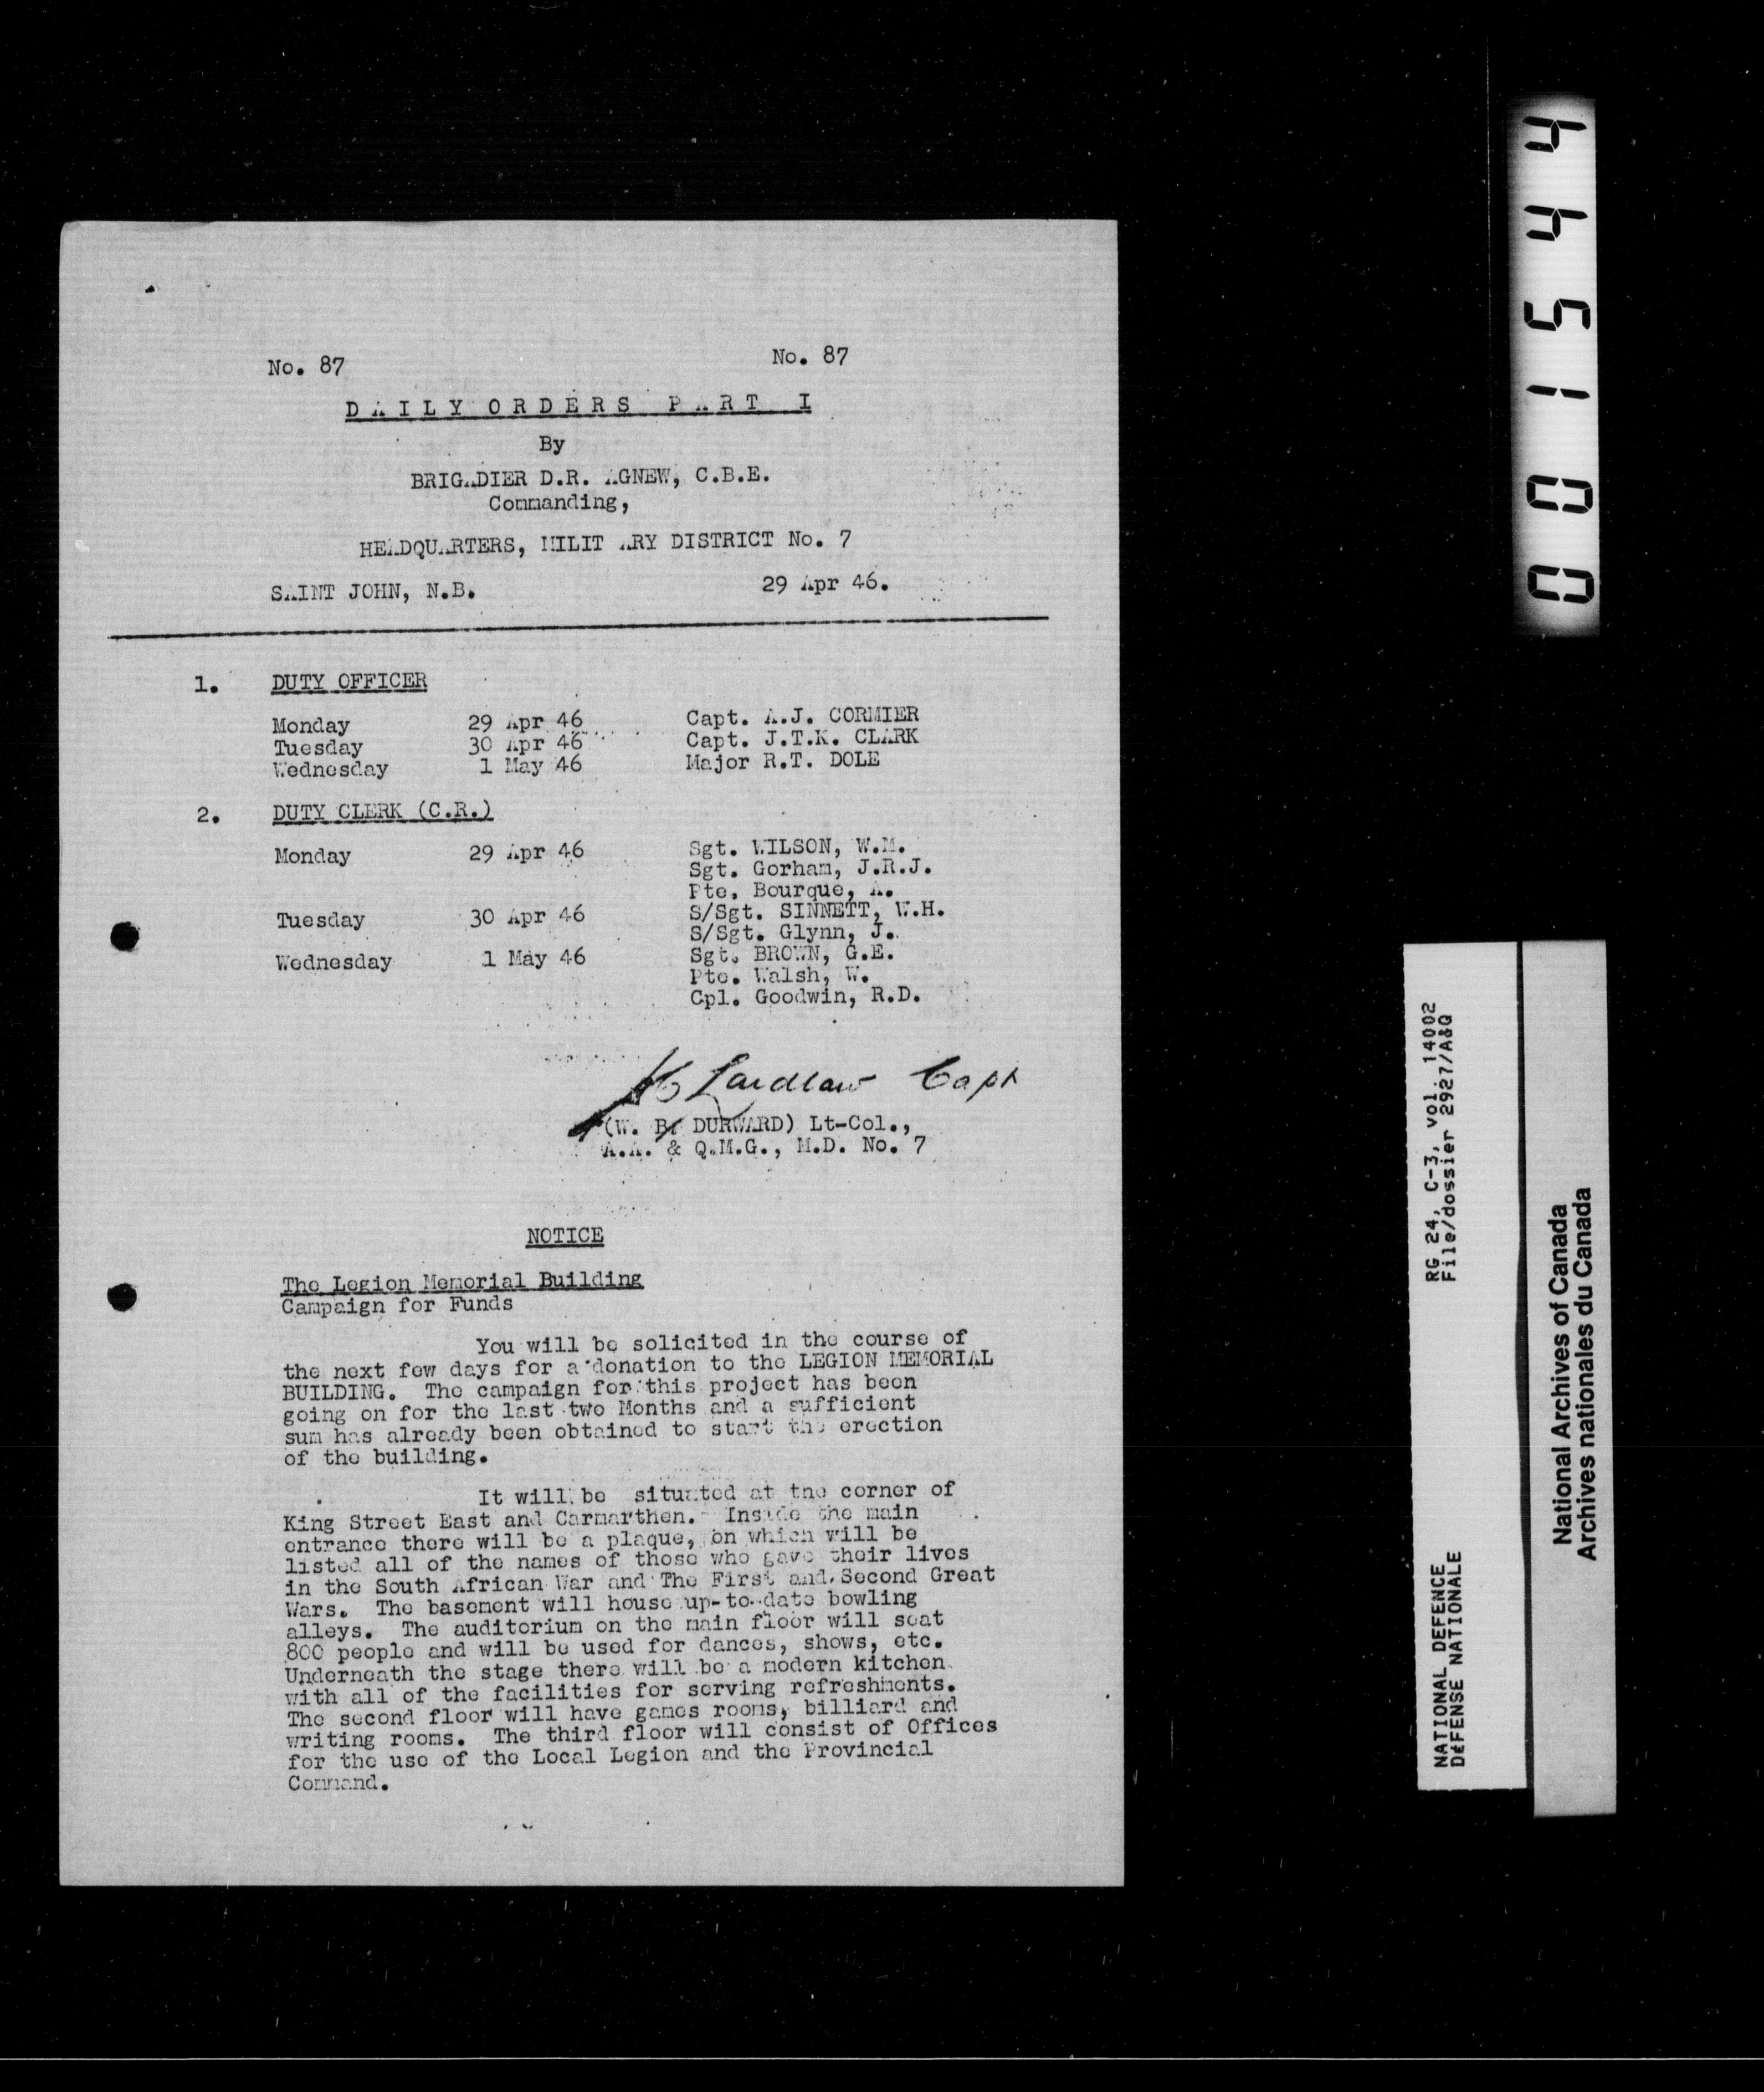 No. 87 No. 87
DAILY ORDERS PART I
By
BRIGADIER D.R. AGNEW, C.B.E.
Commanding,
HEADQUARTERS, MILITARY DISTRICT No. 7
SAINT JOHN, N.B. 29 Apr 46.
1. DUTY OFFICER
Monday 29 Apr 46 Capt. A.J. CORMIER
Tuesday 30 Apr 46 Capt. J.T.K. CLARK
Wednesday 1 May 46 Major R.T. DOLE
2. DUTY CLERK (C.R.)
Monday 29 Apr 46 Sgt. WILSON, W.M.
Sgt. Gorham, J.R.J.
Pte. Bourque, A.
Tuesday 30 Apr 46 S/Sgt. SINNETT, W.H.
S/Sgt. Glynn, J.
Wednesday 1 May 46 Sgt. BROWN, G.E.
Pte. Walsh, W.
Cpl. Goodwin, R.D.
Laidlaw Capt
(W. B. DURWARD) Lt-Col.,
A.A. & Q.M.G., M.D. No. 7
NOTICE
The Legion Memorial Building
Campaign for Funds
You will be solicited in the course of
the next few days for a donation to the LEGION MEMORIAL
BUILDING. The campaign for this project has been
going on for the last two Months and a sufficient
sum has already been obtained to start the erection
of the building.
It will be situated at the corner of
King Street East and Carmarthen. Inside the main
entrance there will be a plaque, on which will be
listed all of the names of those who gave their lives
in the South African War and The First and Second Great
Wars. The basement will house up-to-date bowling
alleys. The auditorium on the main floor will seat
800 people and will be used for dances, shows, etc.
Underneath the stage there will be a modern kitchen
with all of the facilities for serving refreshments.
The second floor will have games rooms, billiard and
writing rooms. The third floor will consist of Offices
for the use of the Local Legion and the Provincial
Command.
001544
RG 24, C-3, vol. 14002
File/dossier 2927/A&Q
NATIONAL DEFENCE
DéFENSE NATIONALE
National Archives of Canada
Archives nationales du Canada